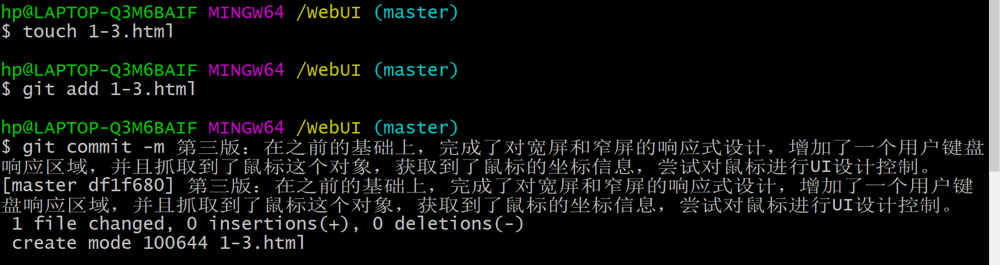 hp@LAPTOP-Q3M6BAIF MINGW64 /WebUI (master)
$ touch 1-3.html
hp@LAPTOP-Q3M6BAIF MINGW64 /WebUI (master)
$ git add 1-3.html
hp@LAPTOP-Q3M6BAIF MINGW64 /WebUI (master)
$ git commit -m 第三版：在之前的基础上，完成了对宽屏和窄屏的响应式设计，增加了一个用户键盘
响应区域，并且抓取到了鼠标这个对象，获取到了鼠标的坐标信息，尝试对鼠标进行UI设计控制。
[master df1f680] 第三版：在之前的基础上，完成了对宽屏和窄屏的响应式设计，增加了一个用户键
盘响应区域，并且抓取到了鼠标这个对象，获取到了鼠标的坐标信息，尝试对鼠标进行UI设计控制。
1 file changed, 0 insertions(+), 0 deletions(-)
create mode 100644 1-3.html